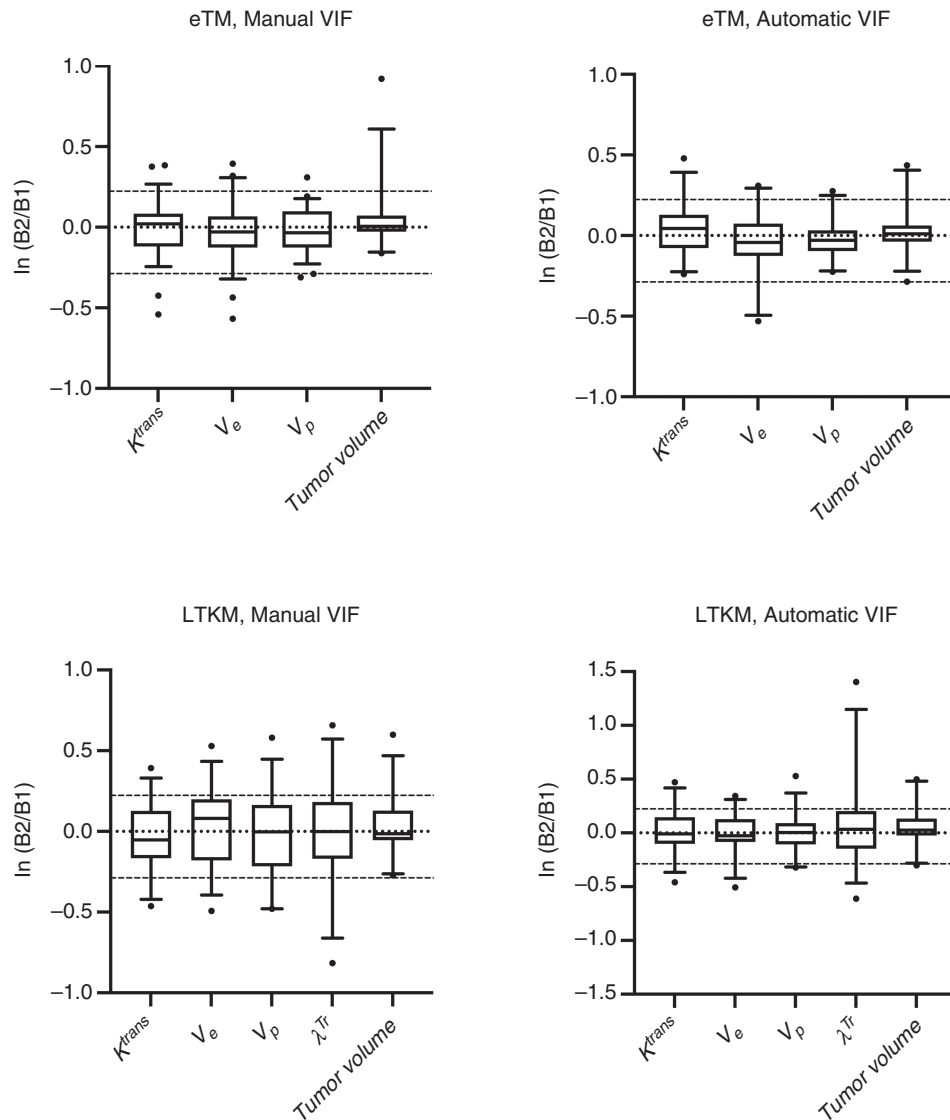 eTM, Manual VIF
ln (B2/B1)
1.0
0.5
0.0
−0.5
−1.0
Ktrans
Ve
Vp
Tumor volume
eTM, Automatic VIF
ln (B2/B1)
1.0
0.5
0.0
−0.5
−1.0
Ktrans
Ve
Vp
Tumor volume
LTKM, Manual VIF
ln (B2/B1)
1.0
0.5
0.0
−0.5
−1.0
Ktrans
Ve
Vp
λTr
Tumor volume
LTKM, Automatic VIF
ln (B2/B1)
1.5
1.0
0.5
0.0
−0.5
−1.0
−1.5
Ktrans
Ve
Vp
λTr
Tumor volume